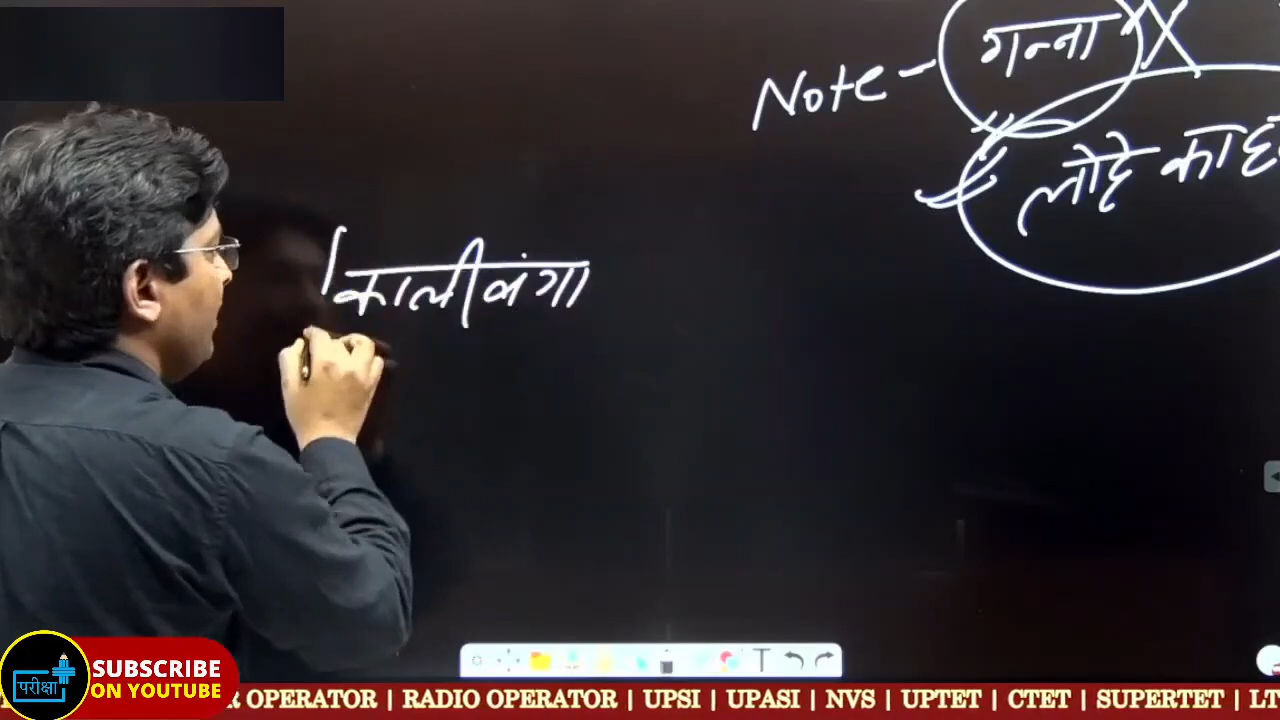 Note - गन्ना X
" लोहे का
कालीबंगा
परीक्षा
SUBSCRIBE
ON YOUTUBE
R OPERATOR | RADIO OPERATOR | UPSI | UPASI | NVS | UPTET | CTET | SUPERTET | LT
T